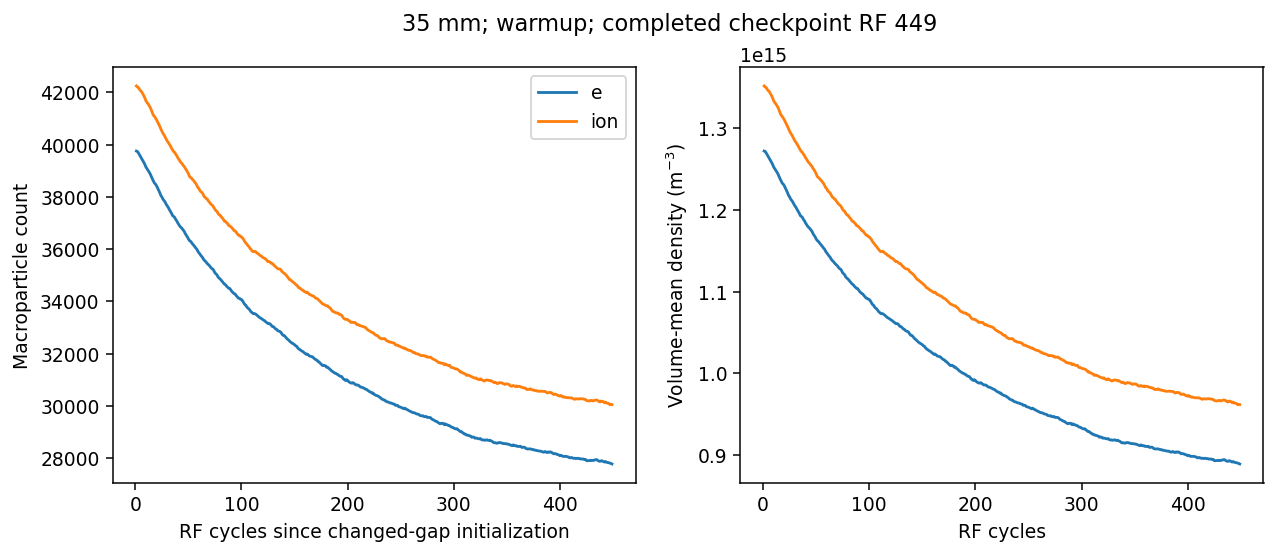 35 mm; warmup; completed checkpoint RF 449
Macroparticle count
42000
40000
38000
36000
34000
32000
30000
28000
0
100
200
300
400
RF cycles since changed-gap initialization
e
ion
1e15
Volume-mean density (m⁻³)
1.3
1.2
1.1
1.0
0.9
0
100
200
300
400
RF cycles